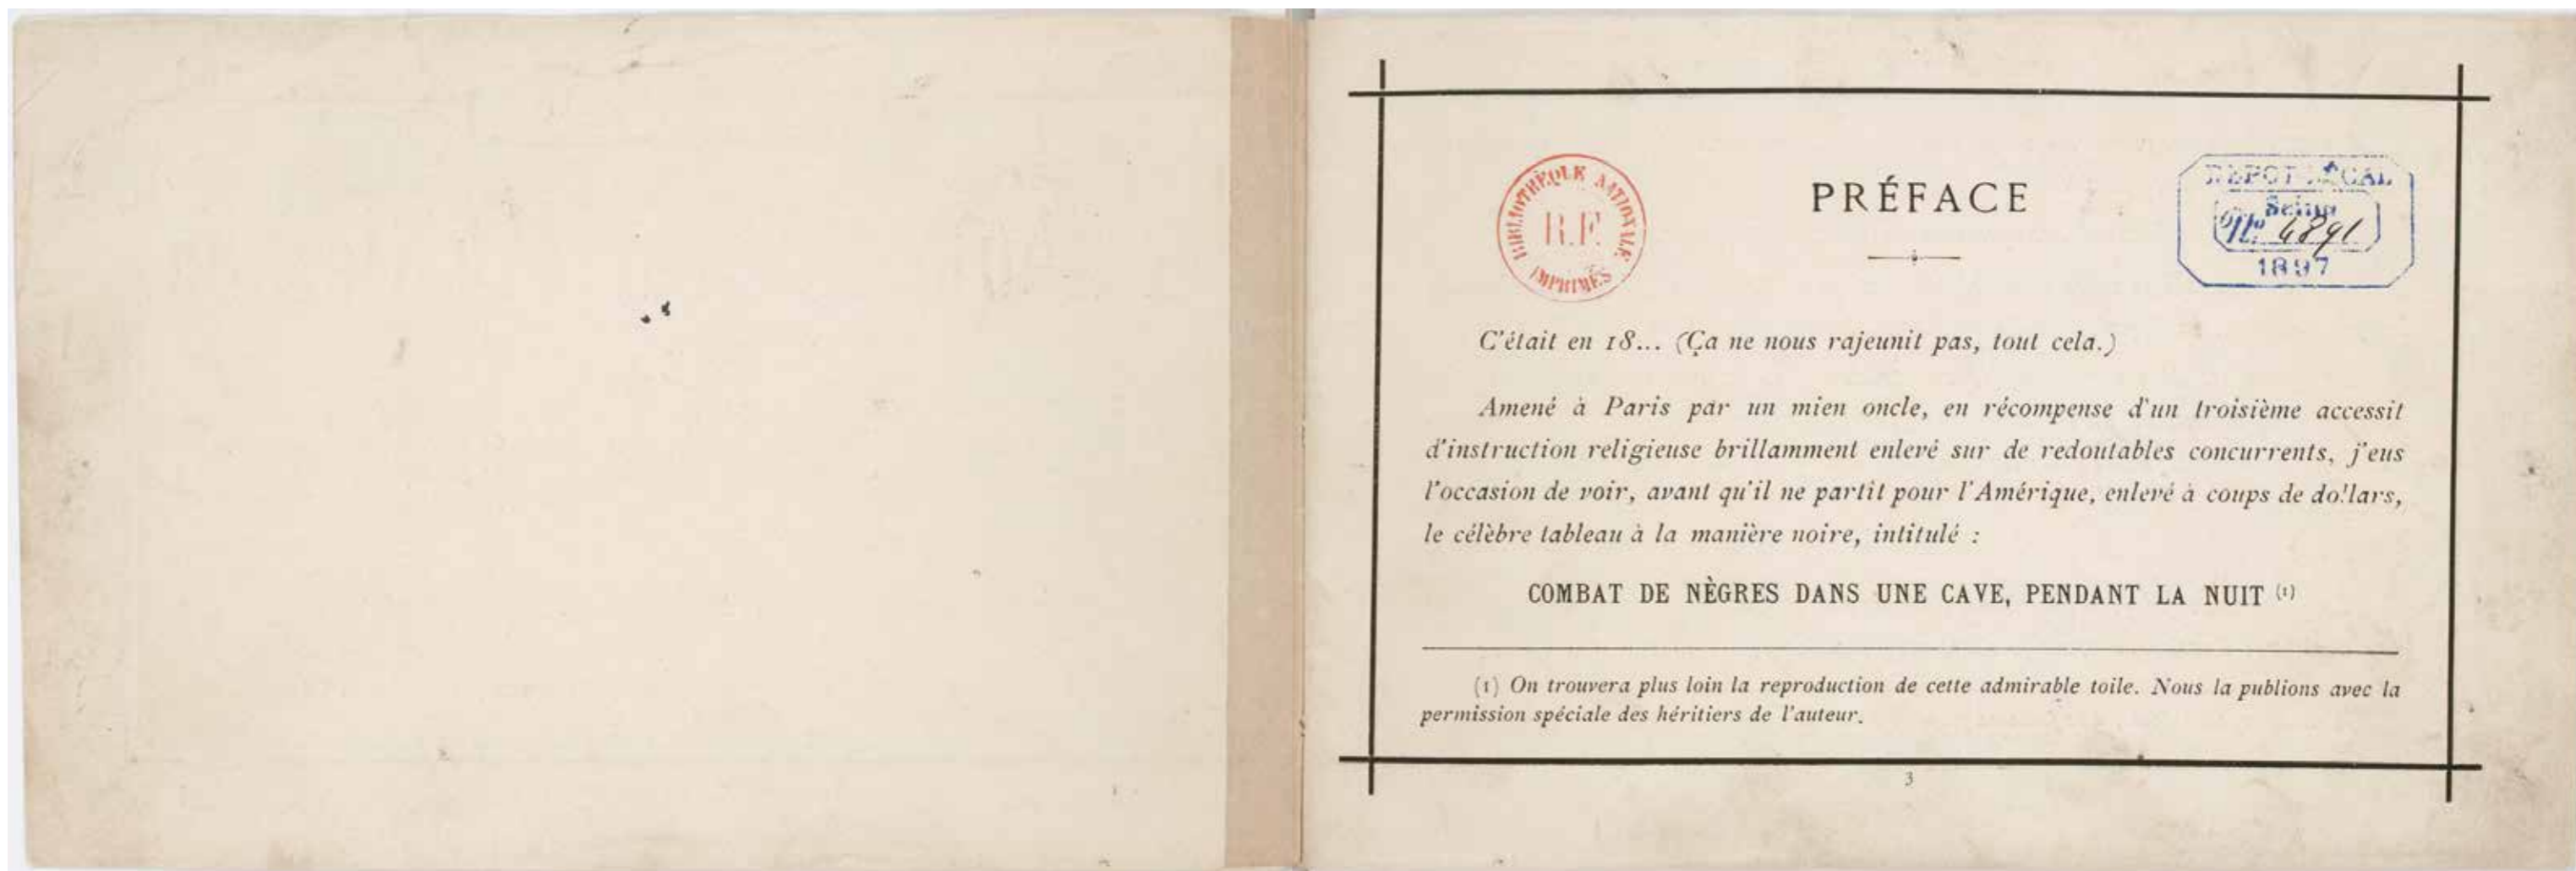 BIBLIOTHÈQUE NATIONALE
R.F.
IMPRIMÉS
PRÉFACE
DÉPOT LÉGAL
Seine
No 4891
1897
C'était en 18... (Ça ne nous rajeunit pas, tout cela.)
Amené à Paris par un mien oncle, en récompense d'un troisième accessit
d'instruction religieuse brillamment enlevé sur de redoutables concurrents, j'eus
l'occasion de voir, avant qu'il ne partît pour l'Amérique, enlevé à coups de dollars,
le célèbre tableau à la manière noire, intitulé :
COMBAT DE NÈGRES DANS UNE CAVE, PENDANT LA NUIT (1)
(1) On trouvera plus loin la reproduction de cette admirable toile. Nous la publions avec la
permission spéciale des héritiers de l'auteur.
3